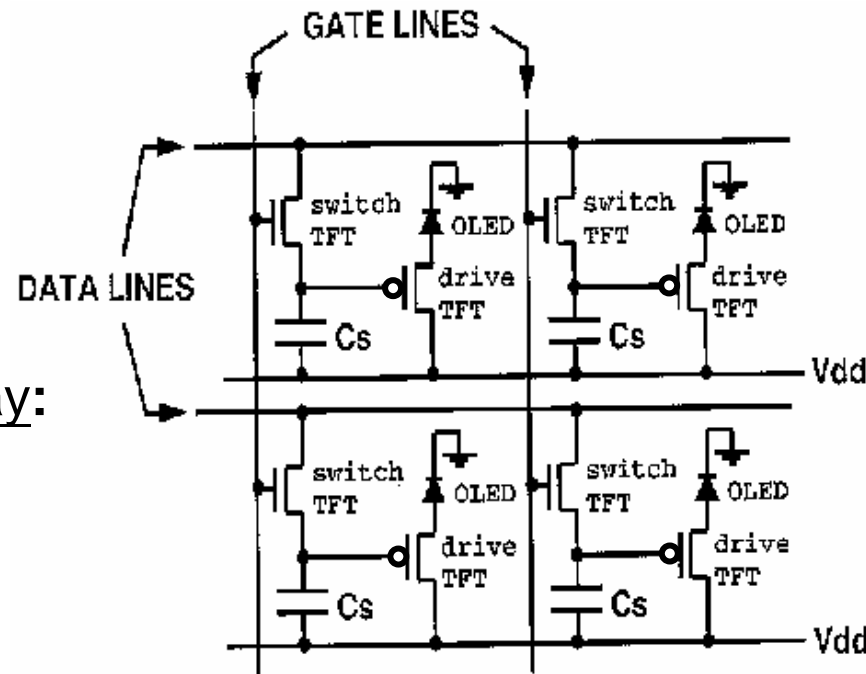 GATE LINES
switch
TFT
OLED
drive
TFT
Cs
switch
TFT
OLED
drive
TFT
Cs
DATA LINES
Vdd
ay:
switch
TFT
OLED
drive
TFT
Cs
switch
TFT
OLED
drive
TFT
Cs
Vdd